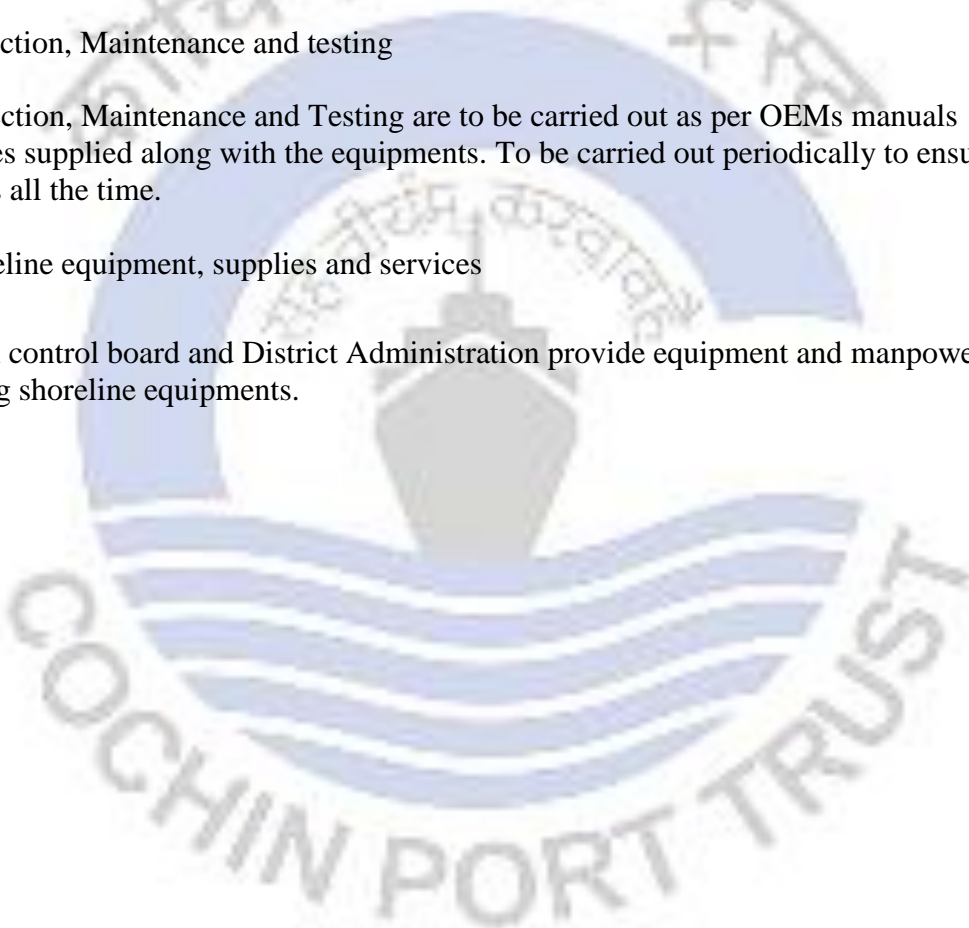 ction, Maintenance and testing
ction, Maintenance and Testing are to be carried out as per OEMs manuals
es supplied along with the equipments. To be carried out periodically to ensu
all the time.
eline equipment, supplies and services
control board and District Administration provide equipment and manpowe
g shoreline equipments.
COCHIN PORT TRUST